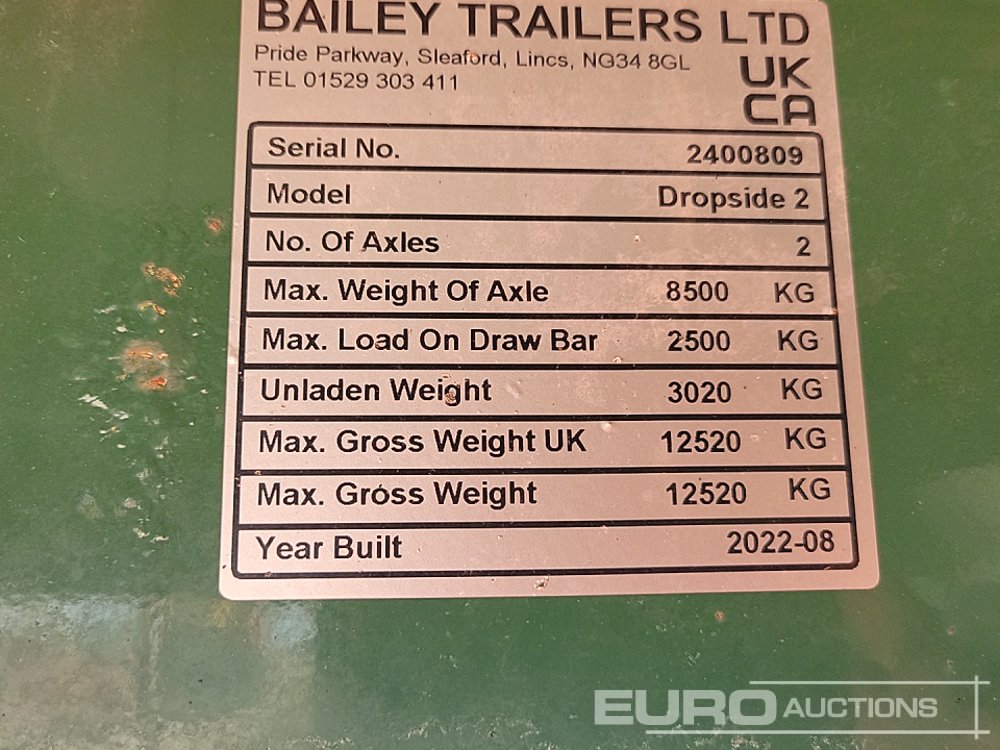 BAILEY TRAILERS LTD
Pride Parkway, Sleaford, Lincs, NG34 8GL
TEL 01529 303 411
UK
CA
Serial No. 2400809
Model Dropside 2
No. Of Axles 2
Max. Weight Of Axle 8500 KG
Max. Load On Draw Bar 2500 KG
Unladen Weight 3020 KG
Max. Gross Weight UK 12520 KG
Max. Gross Weight 12520 KG
Year Built 2022-08
EURO AUCTIONS